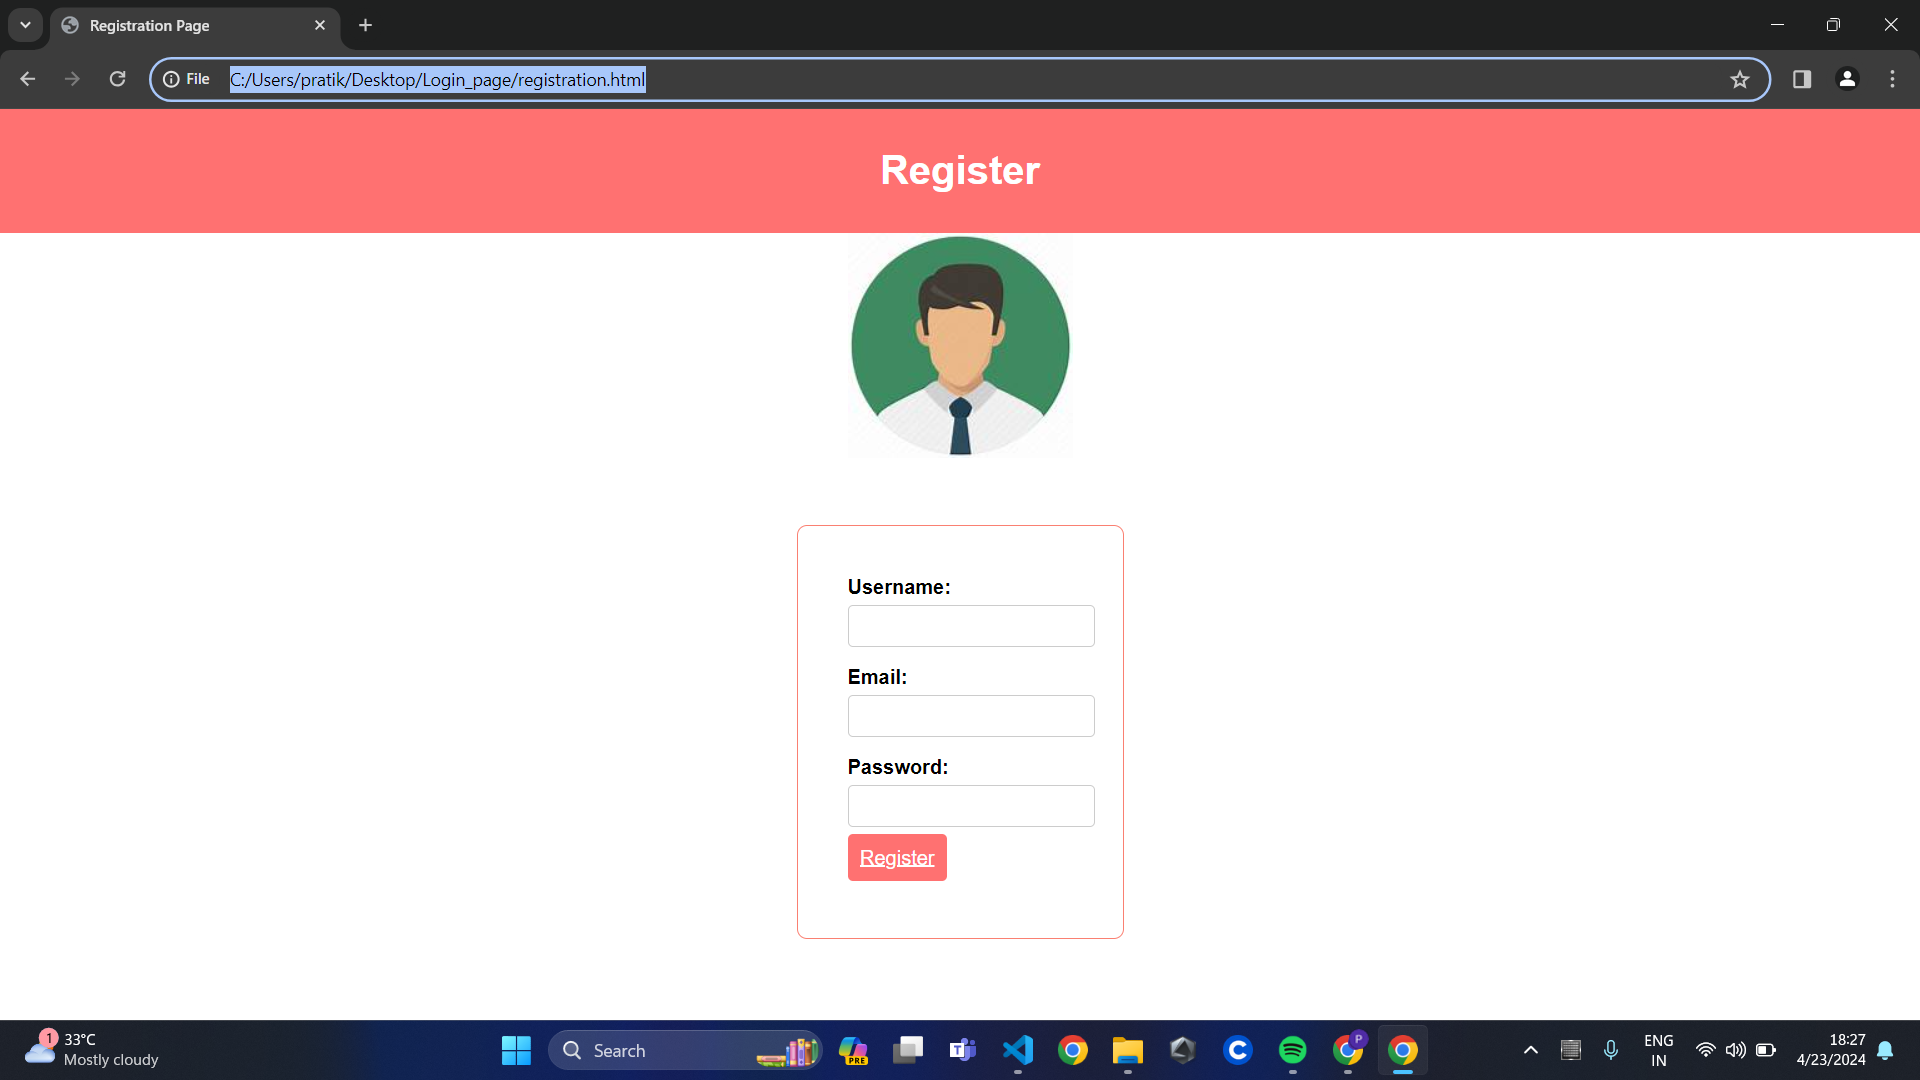 Registration Page
File C:/Users/pratik/Desktop/Login_page/registration.html
Register
Username:
Email:
Password:
Register
1
33°C
Mostly cloudy
Search
PRE
T
C
P
ENG
IN
18:27
4/23/2024